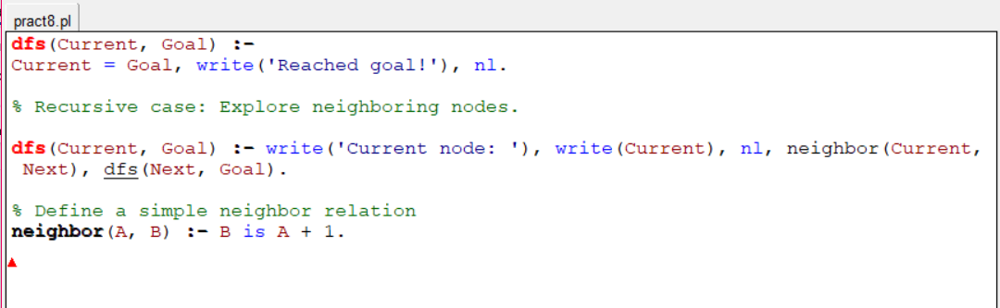 pract8.pl
dfs(Current, Goal) :-
Current = Goal, write('Reached goal!'), nl.
% Recursive case: Explore neighboring nodes.
dfs(Current, Goal) :- write('Current node: '), write(Current), nl, neighbor(Current,
Next), dfs(Next, Goal).
% Define a simple neighbor relation
neighbor(A, B) :- B is A + 1.